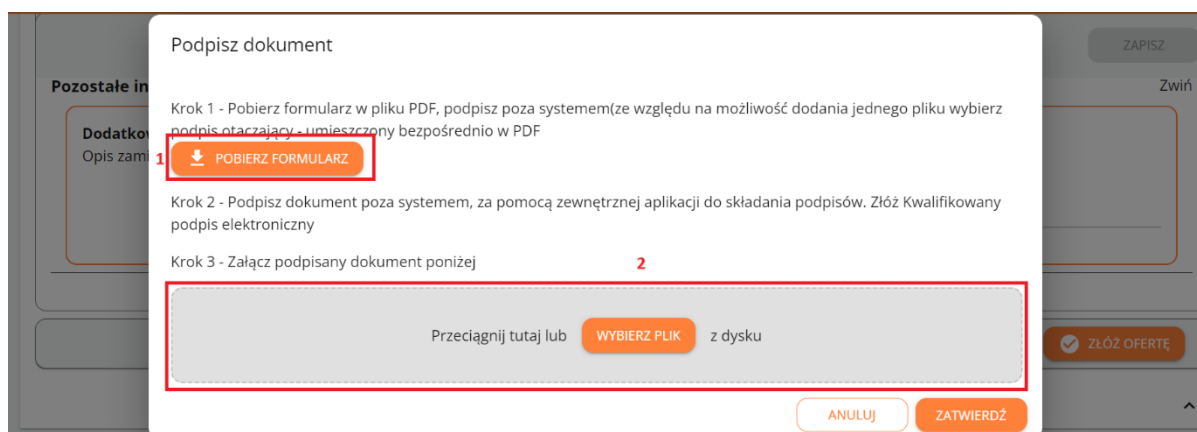 Podpisz dokument
ZAPISZ
Pozostałe in
Zwiń
Krok 1 - Pobierz formularz w pliku PDF, podpisz poza systemem(ze względu na możliwość dodania jednego pliku wybierz
podpis otaczający - umieszczony bezpośrednio w PDF
Dodatkow
Opis zami
1
POBIERZ FORMULARZ
Krok 2 - Podpisz dokument poza systemem, za pomocą zewnętrznej aplikacji do składania podpisów. Złóż Kwalifikowany
podpis elektroniczny
Krok 3 - Załącz podpisany dokument poniżej
2
Przeciągnij tutaj lub WYBIERZ PLIK z dysku
ZŁÓŻ OFERTĘ
ANULUJ
ZATWIERDŹ